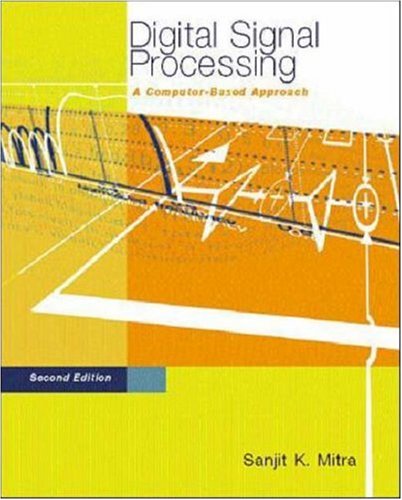 Digital Signal
Processing
A Computer-Based Approach
Second Edition
Sanjit K. Mitra